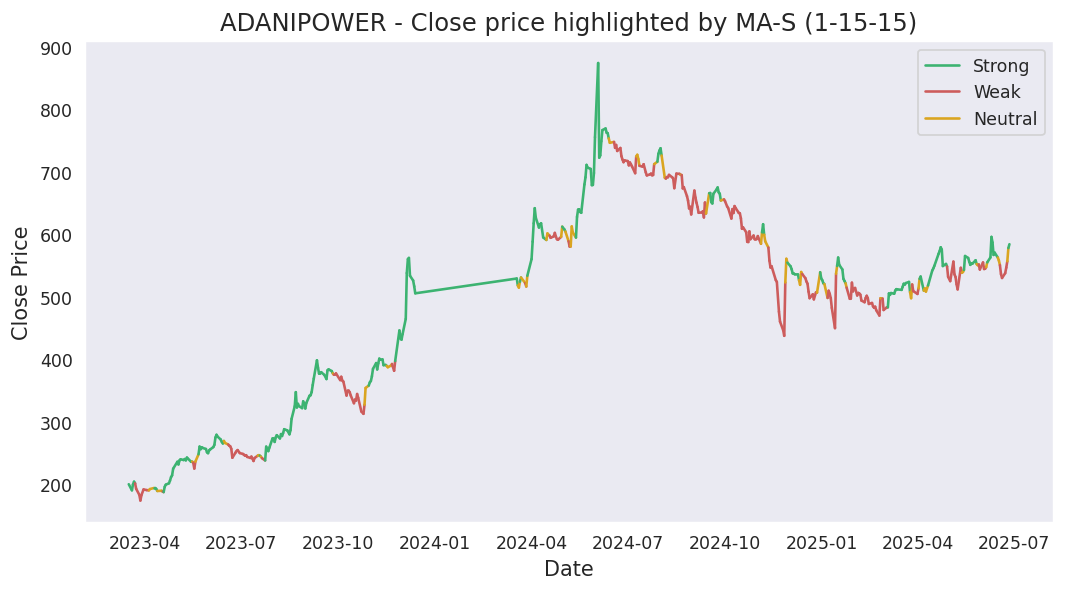 ADANIPOWER - Close price highlighted by MA-S (1-15-15)
Strong
Weak
Neutral
Close Price
900
800
700
600
500
400
300
200
2023-04 2023-07 2023-10 2024-01 2024-04 2024-07 2024-10 2025-01 2025-04 2025-07
Date